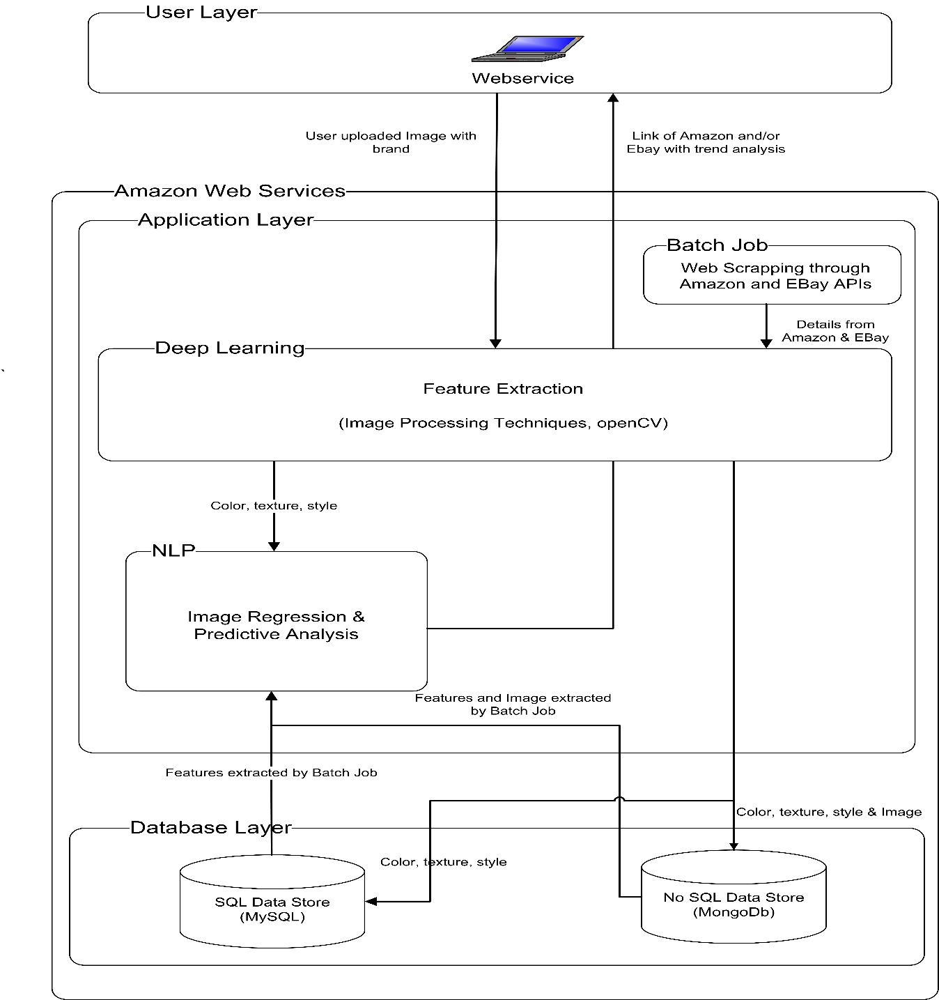 User Layer
Webservice
User uploaded Image with
brand
Link of Amazon and/or
Ebay with trend analysis
Amazon Web Services
Application Layer
Batch Job
Web Scrapping through
Amazon and EBay APIs
Details from
Amazon & EBay
Deep Learning
Feature Extraction
(Image Processing Techniques, openCV)
Color, texture, style
NLP
Image Regression &
Predictive Analysis
Features and Image extracted
by Batch Job
Features extracted by Batch Job
Color, texture, style & Image
Database Layer
Color, texture, style
SQL Data Store
(MySQL)
No SQL Data Store
(MongoDb)